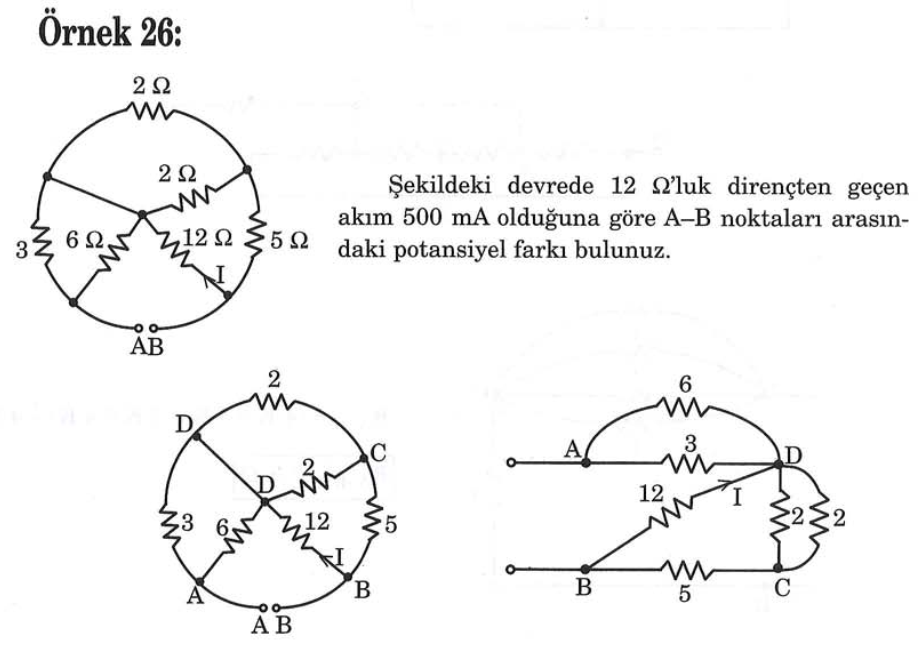 Örnek 26:
2 Ω
2 Ω
3
6 Ω
12 Ω
5 Ω
I
AB
Şekildeki devrede 12 Ω’luk dirençten geçen
akım 500 mA olduğuna göre A–B noktaları arasın-
daki potansiyel farkı bulunuz.
2
D
C
2
D
3
6
12
5
I
A
B
A B
6
A
3
D
12
I
2
2
B
5
C